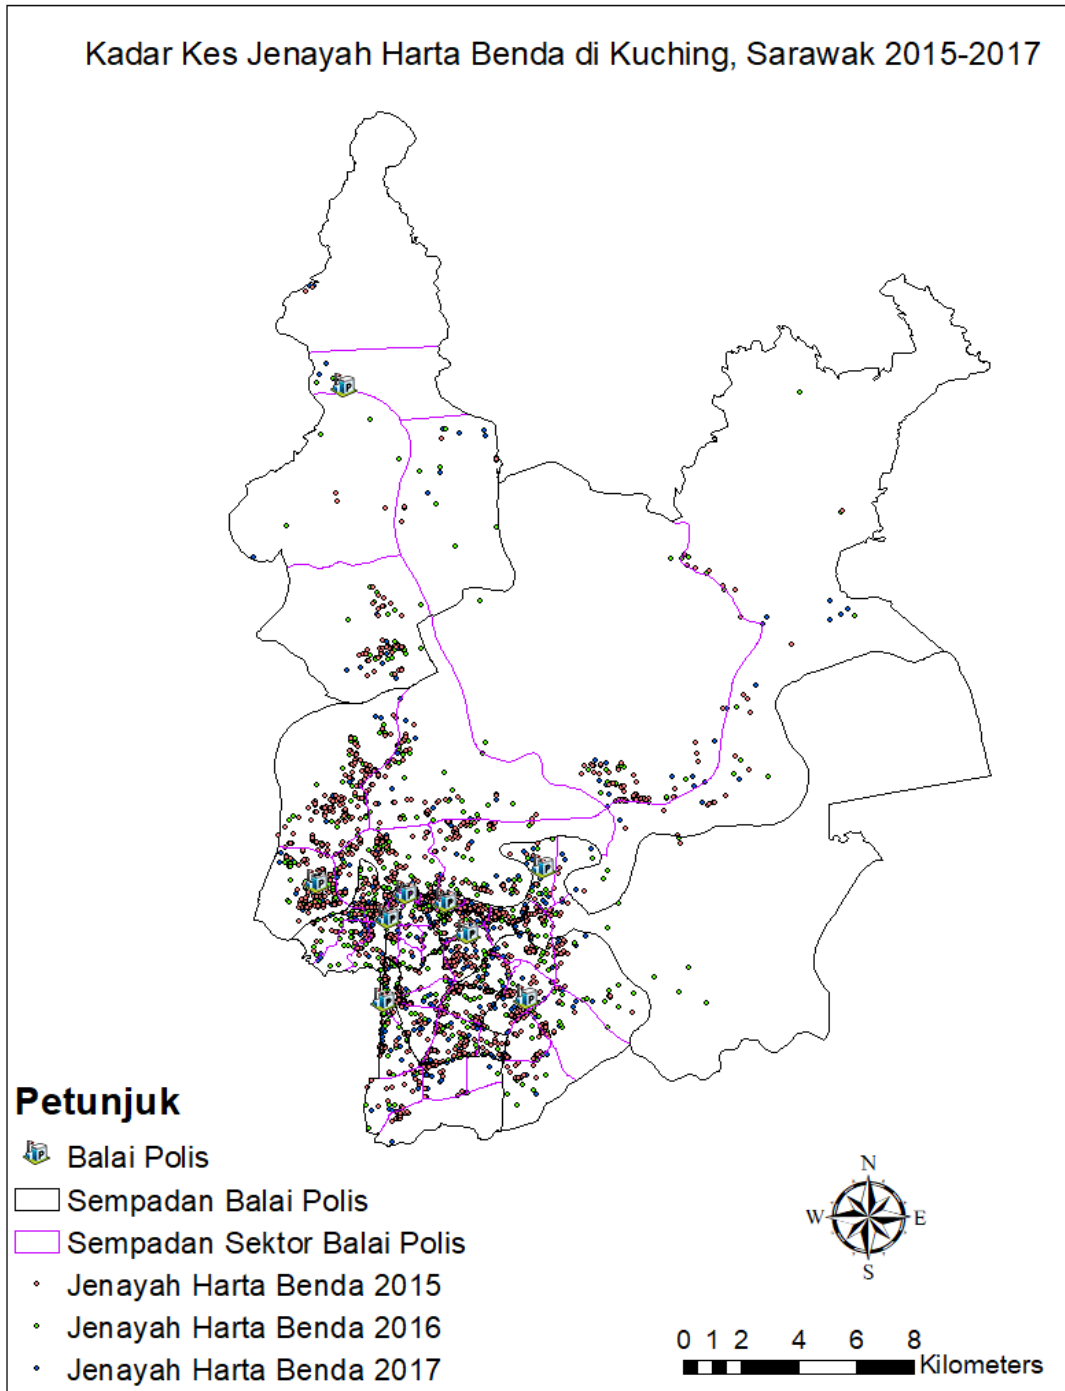 Kadar Kes Jenayah Harta Benda di Kuching, Sarawak 2015-2017
Petunjuk
Balai Polis
Sempadan Balai Polis
Sempadan Sektor Balai Polis
Jenayah Harta Benda 2015
Jenayah Harta Benda 2016
Jenayah Harta Benda 2017
N
W E
S
0 1 2 4 6 8
Kilometers